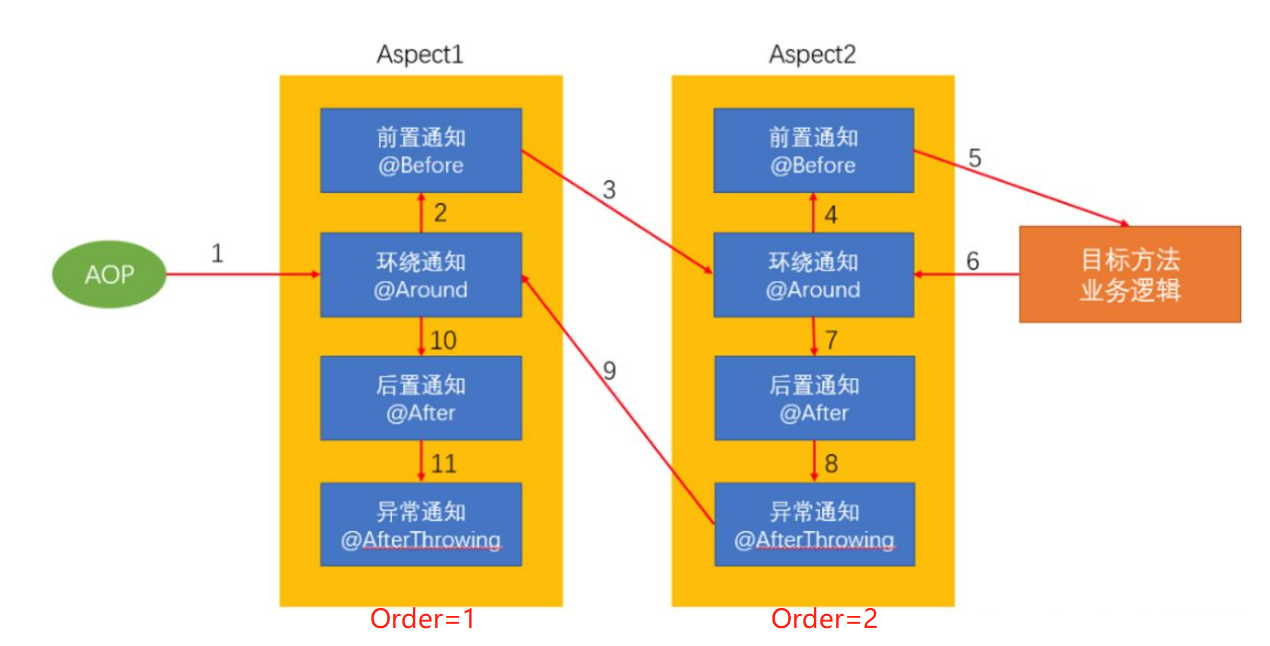 Aspect1
Aspect2
前置通知
@Before
前置通知
@Before
5
3
2
4
1
环绕通知
@Around
环绕通知
@Around
6
目标方法
业务逻辑
AOP
10
7
9
后置通知
@After
后置通知
@After
11
8
异常通知
@AfterThrowing
异常通知
@AfterThrowing
Order=1
Order=2